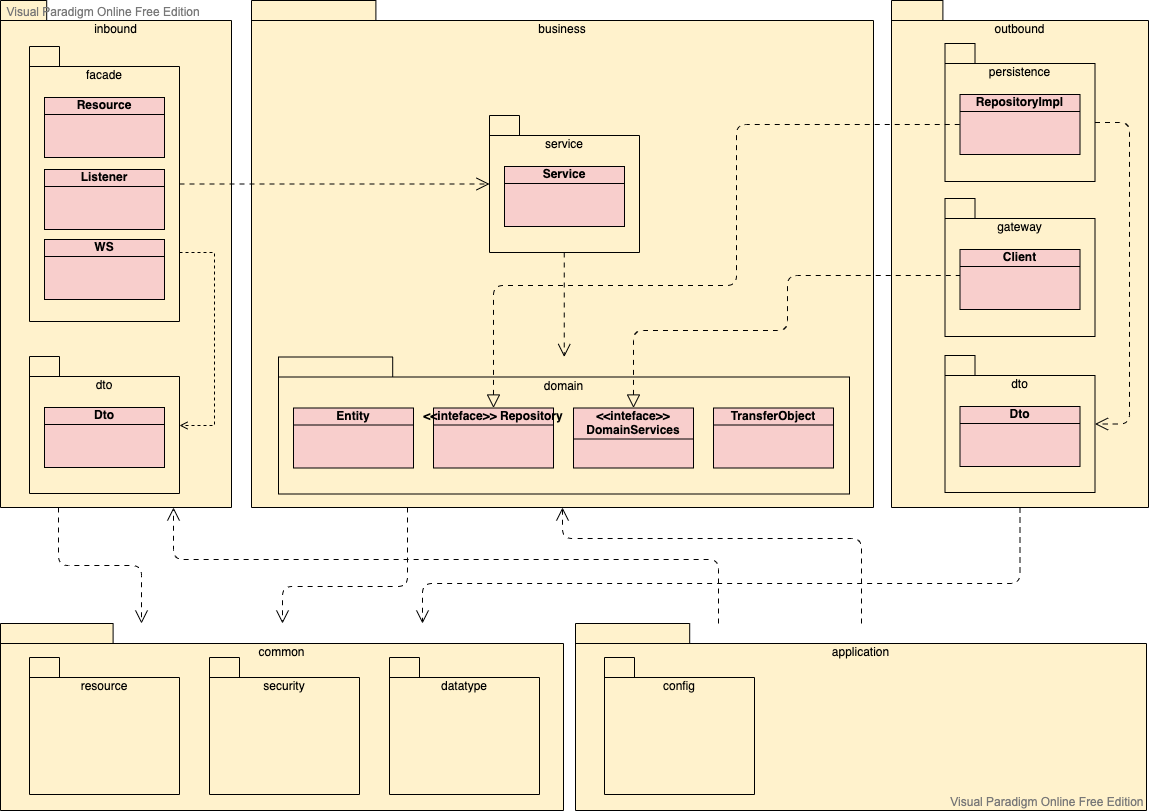 Visual Paradigm Online Free Edition
inbound
facade
Resource
Listener
WS
dto
Dto
business
service
Service
domain
Entity
<<inteface>> Repository
<<inteface>>
DomainServices
TransferObject
outbound
persistence
RepositoryImpl
gateway
Client
dto
Dto
common
resource
security
datatype
application
config
Visual Paradigm Online Free Edition